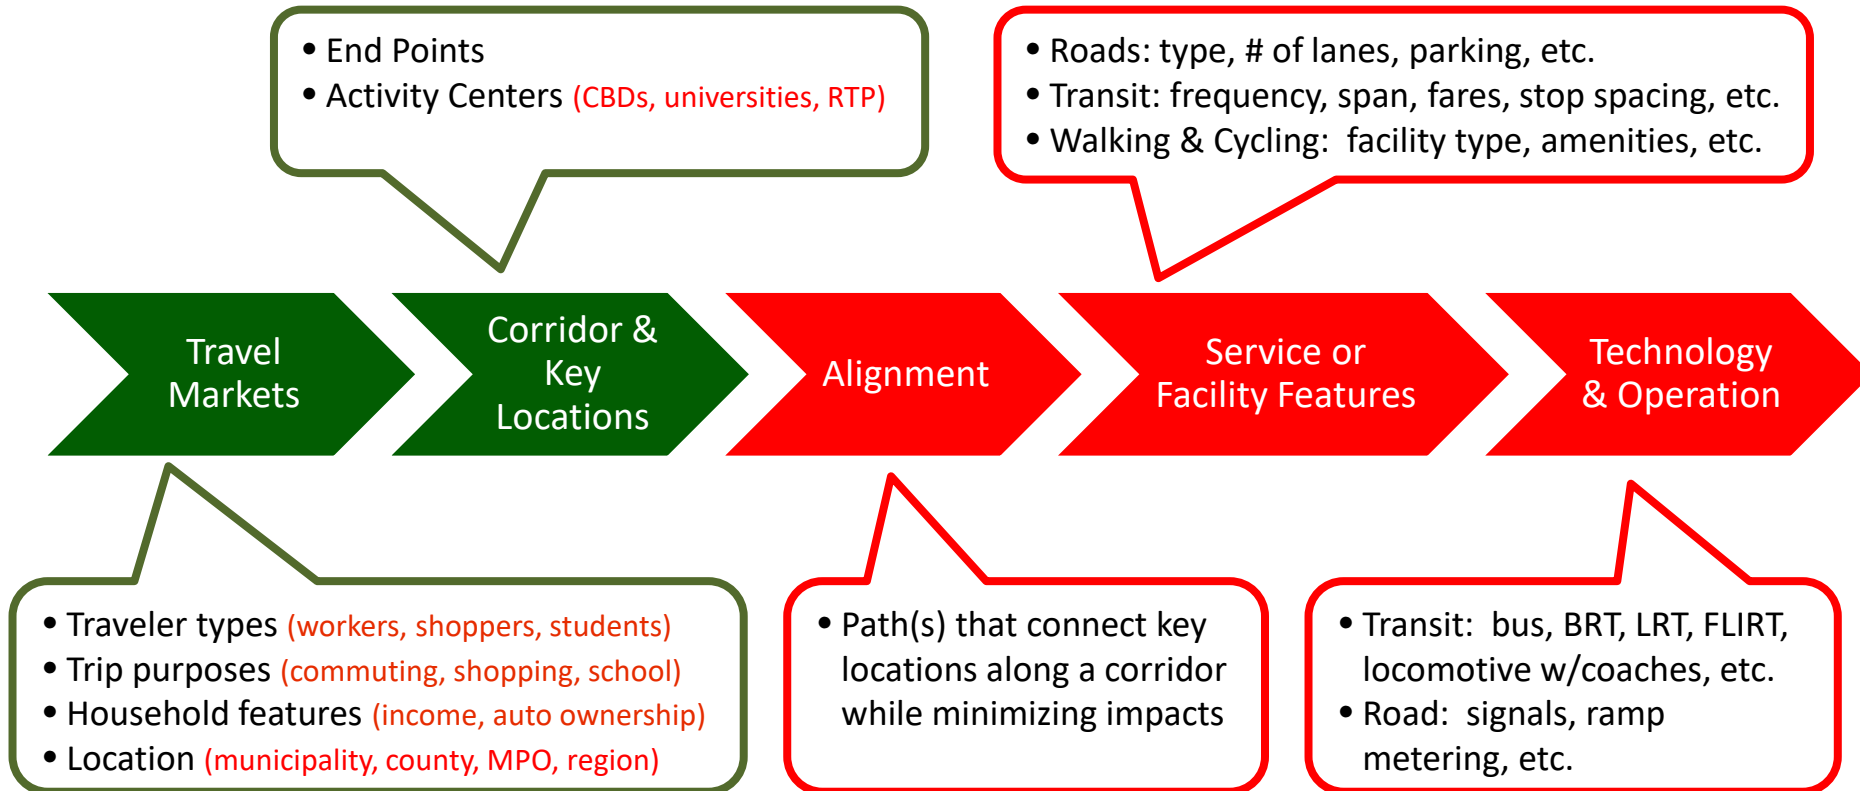 • End Points
• Activity Centers (CBDs, universities, RTP)
• Roads: type, # of lanes, parking, etc.
• Transit: frequency, span, fares, stop spacing, etc.
• Walking & Cycling: facility type, amenities, etc.
Travel
Markets
Corridor &
Key
Locations
Alignment
Service or
Facility Features
Technology
& Operation
• Traveler types (workers, shoppers, students)
• Trip purposes (commuting, shopping, school)
• Household features (income, auto ownership)
• Location (municipality, county, MPO, region)
• Path(s) that connect key
locations along a corridor
while minimizing impacts
• Transit: bus, BRT, LRT, FLIRT,
locomotive w/coaches, etc.
• Road: signals, ramp
metering, etc.